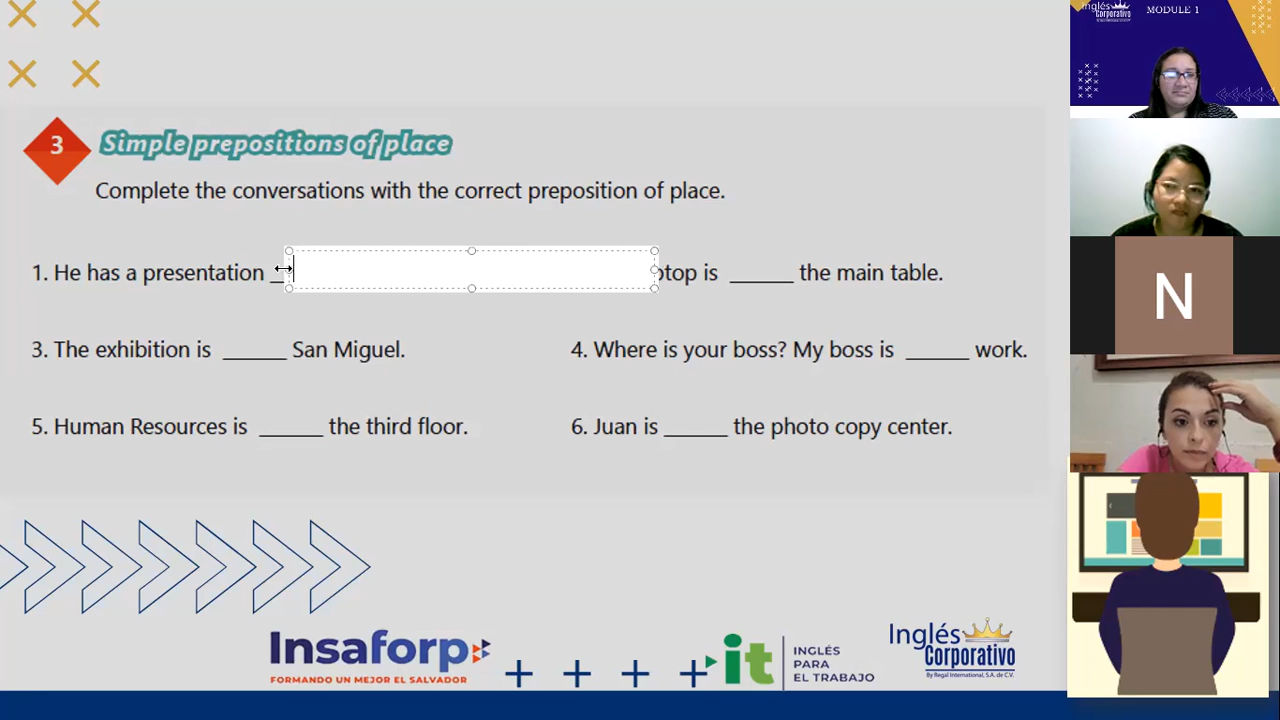 Inglés
Corporativo
MODULE 1
3
Simple prepositions of place
Complete the conversations with the correct preposition of place.
1. He has a presentation __ ptop is ______ the main table.
3. The exhibition is ______ San Miguel.
4. Where is your boss? My boss is ______ work.
5. Human Resources is ______ the third floor.
6. Juan is ______ the photo copy center.
N
Insaforp
FORMANDO UN MEJOR EL SALVADOR
it
INGLÉS
PARA
EL TRABAJO
Inglés
Corporativo
By Regal International, S.A. de C.V.